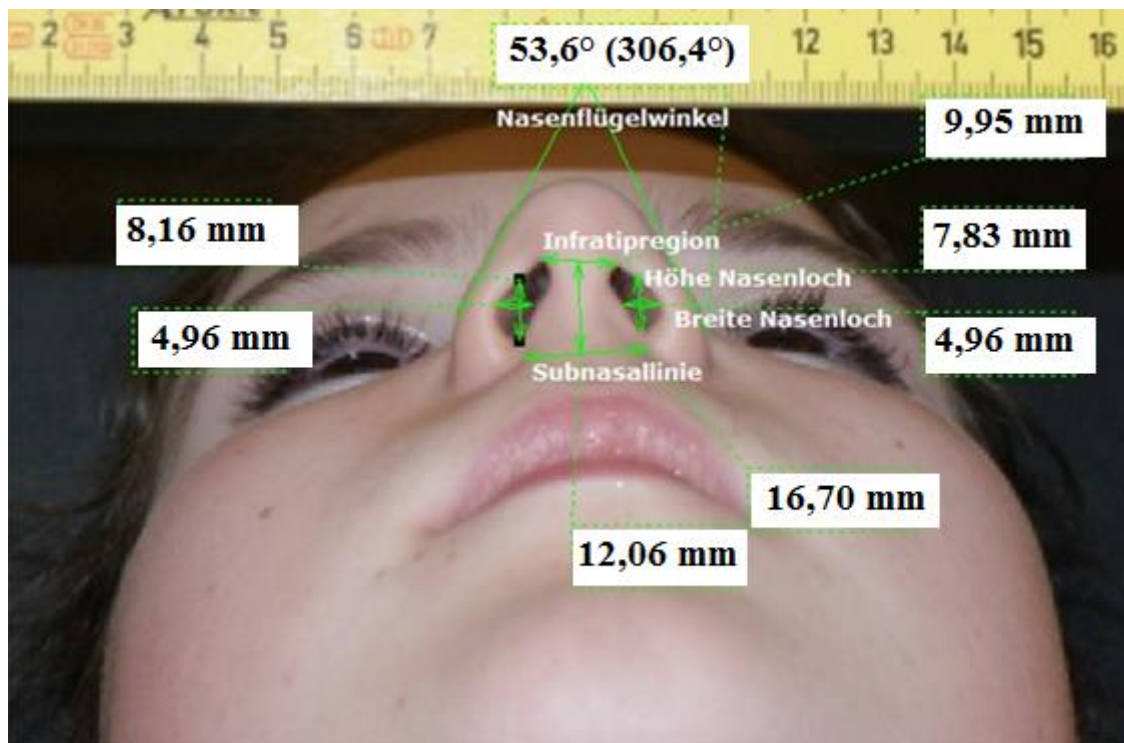 2 3 4 5 6 7 12 13 14 15 16
53,6° (306,4°)
Nasenflügelwinkel
9,95 mm
8,16 mm
7,83 mm
Infratipregion
Höhe Nasenloch
Breite Nasenloch
4,96 mm
4,96 mm
Subnasallinie
16,70 mm
12,06 mm